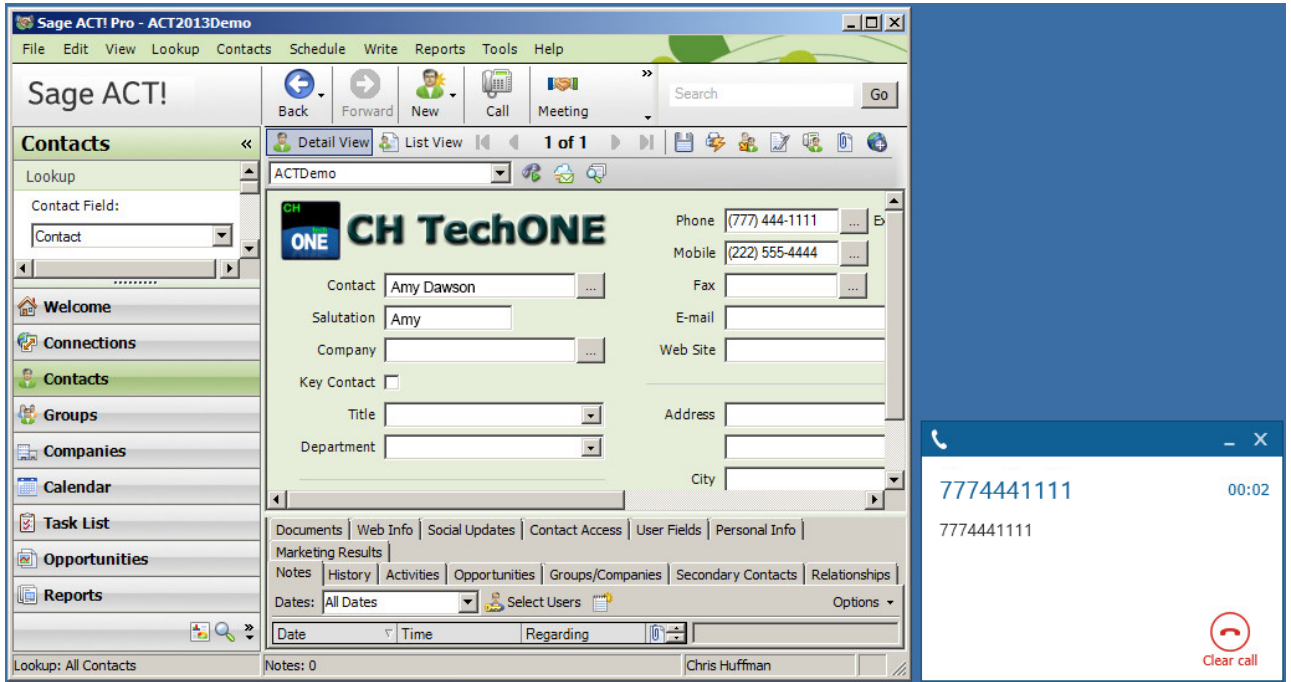 Sage ACT! Pro - ACT2013Demo
File Edit View Lookup Contacts Schedule Write Reports Tools Help
Sage ACT!
Back Forward New Call Meeting
»
Search Go
Contacts «
Detail View List View 1 of 1
Lookup
ACTDemo
Contact Field:
Contact
CH
ONE tech
CH TechONE
Phone (777) 444-1111 ... Ex
Mobile (222) 555-4444 ...
Contact Amy Dawson ...
Fax ...
Salutation Amy
E-mail
Company ...
Web Site
Key Contact
Title
Address
Department
City
Welcome
Connections
Contacts
Groups
Companies
Calendar
Task List
Opportunities
Reports
»
Documents Web Info Social Updates Contact Access User Fields Personal Info
Marketing Results
Notes History Activities Opportunities Groups/Companies Secondary Contacts Relationships
Dates: All Dates Select Users Options
Date Time Regarding
Lookup: All Contacts Notes: 0 Chris Huffman
7774441111 00:02
7774441111
Clear call